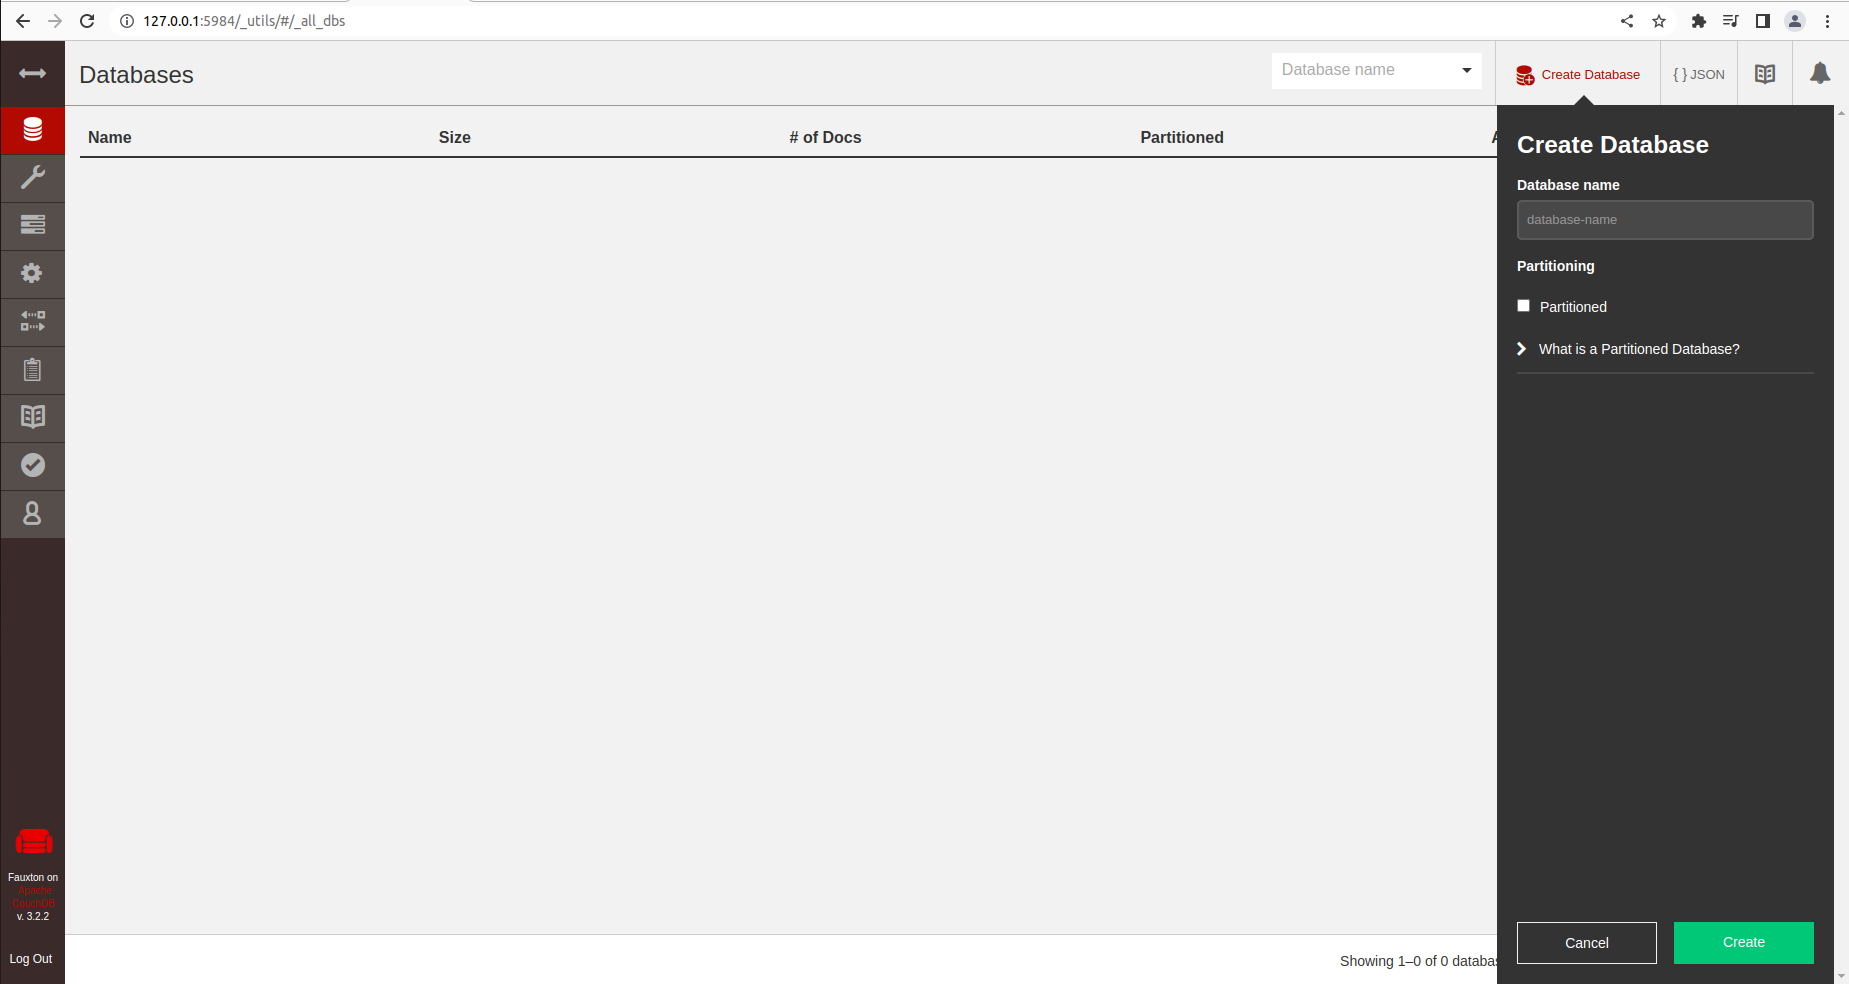 127.0.0.1:5984/_utils/#/_all_dbs
Databases
Database name
Create Database
{ } JSON
Name Size # of Docs Partitioned A
Create Database
Database name
database-name
Partitioning
Partitioned
What is a Partitioned Database?
Fauxton on
Apache
CouchDB
v. 3.2.2
Log Out
Showing 1–0 of 0 databas
Cancel
Create